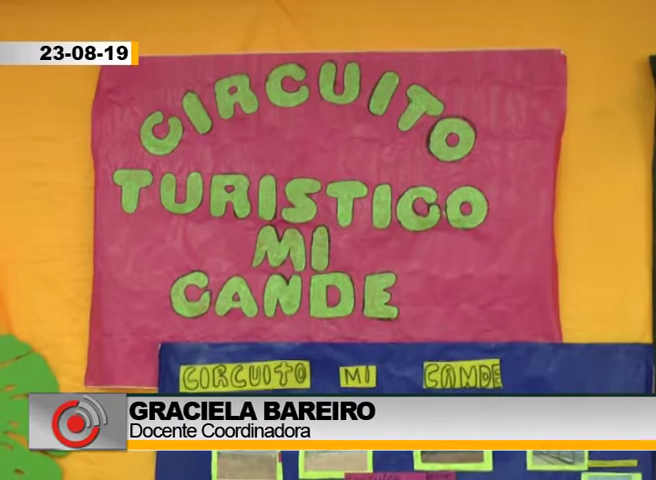 23-08-19
CIRCUITO
TURISTICO
MI
CANDE
CIRCUITO MI CANDE
GRACIELA BAREIRO
Docente Coordinadora